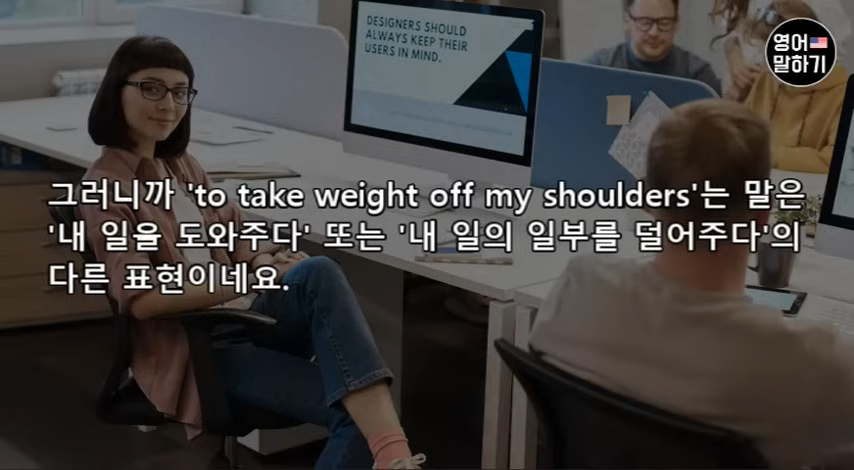 DESIGNERS SHOULD
ALWAYS KEEP THEIR
USERS IN MIND.
영어
말하기
그러니까 'to take weight off my shoulders'는 말은
'내 일을 도와주다' 또는 '내 일의 일부를 덜어주다'의
다른 표현이네요.